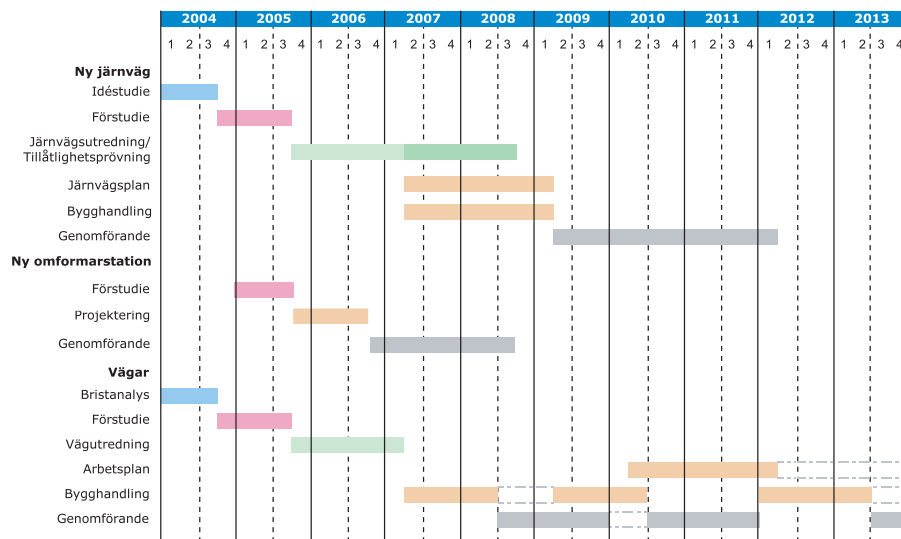 2004 2005 2006 2007 2008 2009 2010 2011 2012 2013
1 2 3 4 1 2 3 4 1 2 3 4 1 2 3 4 1 2 3 4 1 2 3 4 1 2 3 4 1 2 3 4 1 2 3 4 1 2 3 4
Ny järnväg
Idéstudie
Förstudie
Järnvägsutredning/
Tillåtlighetsprövning
Järnvägsplan
Bygghandling
Genomförande
Ny omformarstation
Förstudie
Projektering
Genomförande
Vägar
Bristanalys
Förstudie
Vägutredning
Arbetsplan
Bygghandling
Genomförande